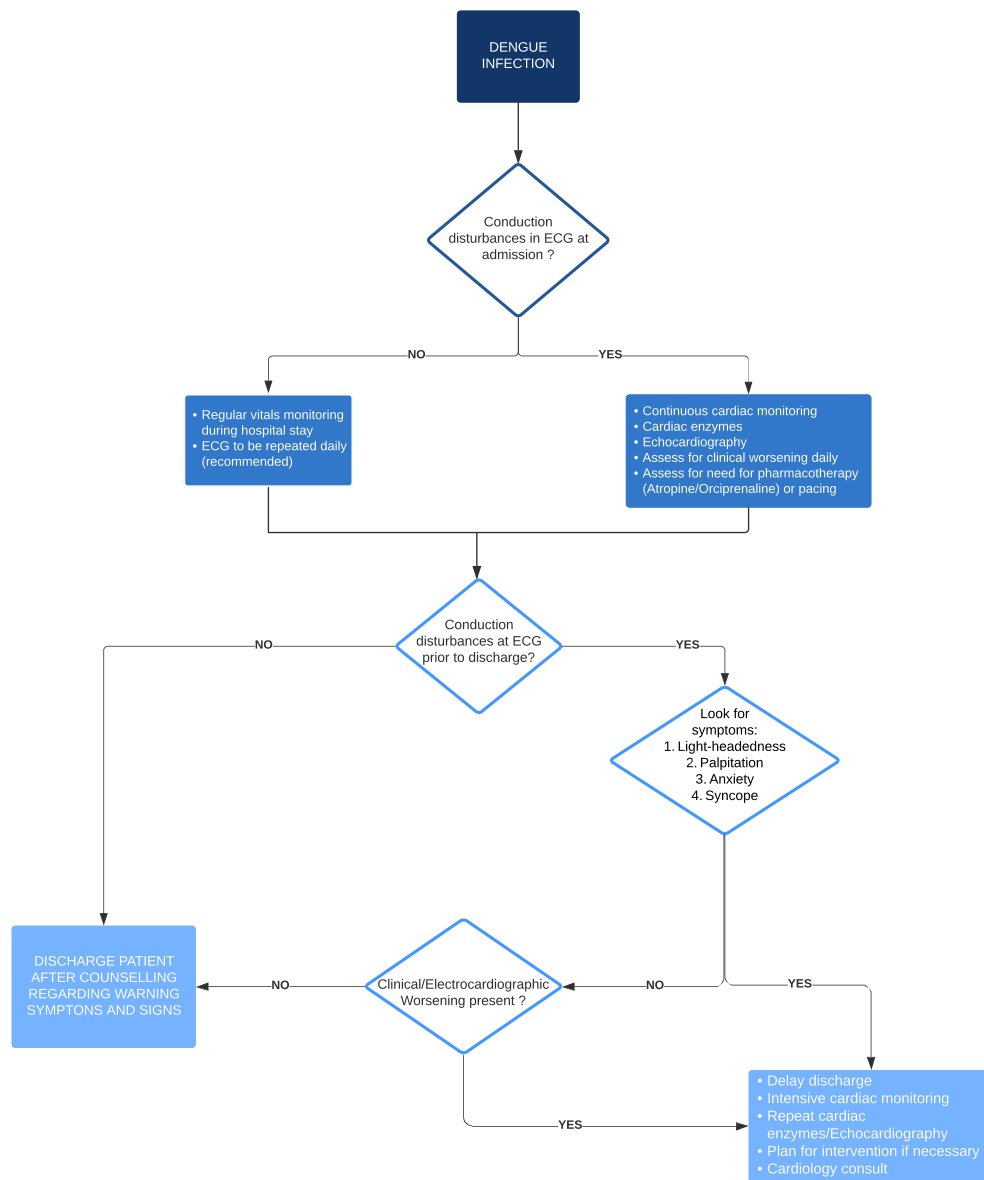 DENGUE
INFECTION
Conduction
disturbances in ECG at
admission ?
NO
YES
• Regular vitals monitoring
during hospital stay
• ECG to be repeated daily
(recommended)
• Continuous cardiac monitoring
• Cardiac enzymes
• Echocardiography
• Assess for clinical worsening daily
• Assess for need for pharmacotherapy
(Atropine/Orciprenaline) or pacing
Conduction
disturbances at ECG
prior to discharge?
NO
YES
Look for
symptoms:
1. Light-headedness
2. Palpitation
3. Anxiety
4. Syncope
DISCHARGE PATIENT
AFTER COUNSELLING
REGARDING WARNING
SYMPTONS AND SIGNS
NO
Clinical/Electrocardiographic
Worsening present ?
NO
YES
YES
• Delay discharge
• Intensive cardiac monitoring
• Repeat cardiac
enzymes/Echocardiography
• Plan for intervention if necessary
• Cardiology consult